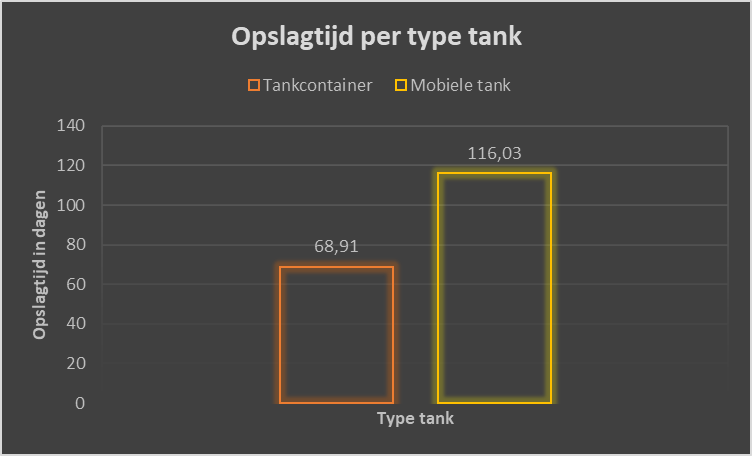 Opslagtijd per type tank
Tankcontainer Mobiele tank
Opslagtijd in dagen
140
120
100
80
60
40
20
0
116,03
68,91
Type tank